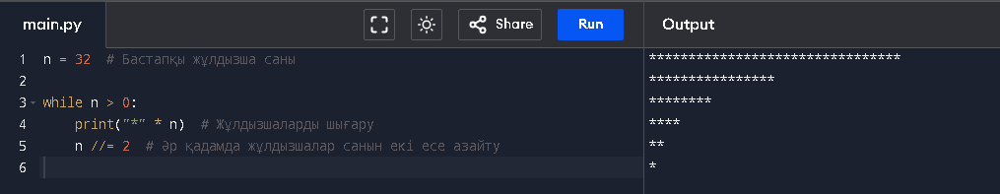 main.py Share Run Output
1 n = 32 # Бастапқы жұлдызша саны
2
3 while n > 0:
4 print("*" * n) # Жұлдызшаларды шығару
5 n //= 2 # Әр қадамда жұлдызшалар санын екі есе азайту
6
********************************
****************
********
****
**
*